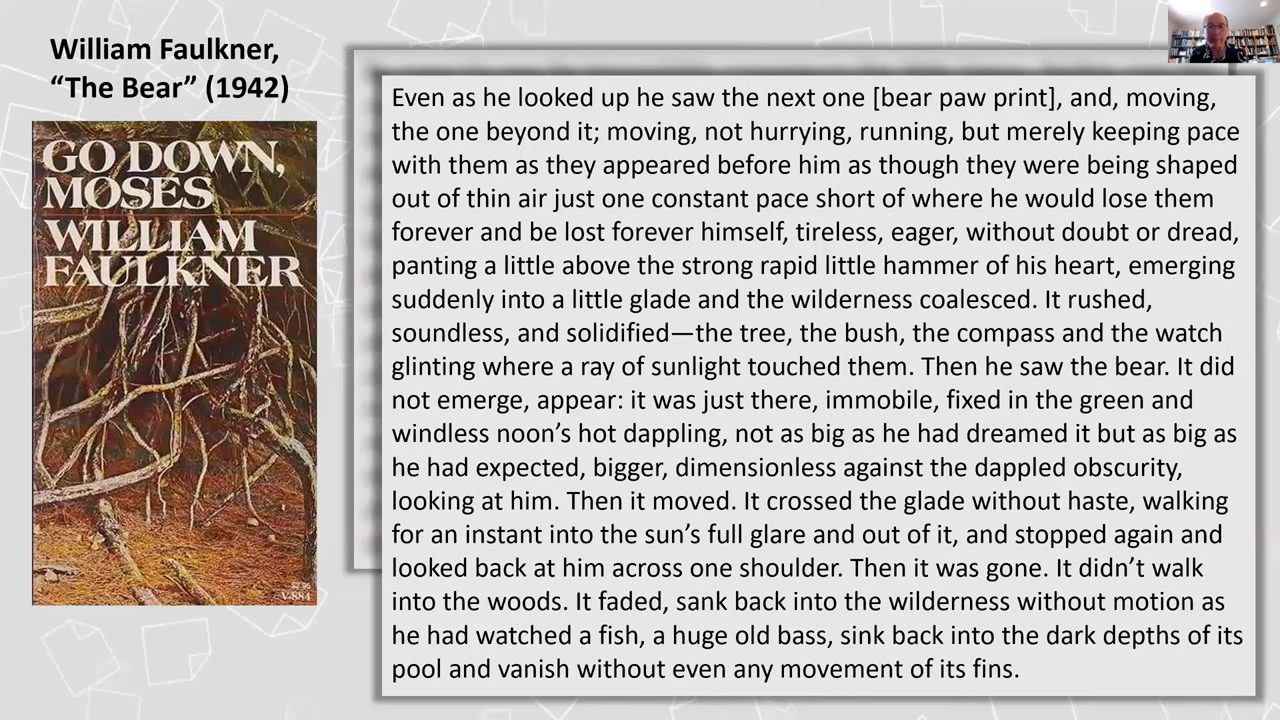 William Faulkner,
“The Bear” (1942)
GO DOWN,
MOSES
WILLIAM
FAULKNER
V-884
Even as he looked up he saw the next one [bear paw print], and, moving,
the one beyond it; moving, not hurrying, running, but merely keeping pace
with them as they appeared before him as though they were being shaped
out of thin air just one constant pace short of where he would lose them
forever and be lost forever himself, tireless, eager, without doubt or dread,
panting a little above the strong rapid little hammer of his heart, emerging
suddenly into a little glade and the wilderness coalesced. It rushed,
soundless, and solidified—the tree, the bush, the compass and the watch
glinting where a ray of sunlight touched them. Then he saw the bear. It did
not emerge, appear: it was just there, immobile, fixed in the green and
windless noon’s hot dappling, not as big as he had dreamed it but as big as
he had expected, bigger, dimensionless against the dappled obscurity,
looking at him. Then it moved. It crossed the glade without haste, walking
for an instant into the sun’s full glare and out of it, and stopped again and
looked back at him across one shoulder. Then it was gone. It didn’t walk
into the woods. It faded, sank back into the wilderness without motion as
he had watched a fish, a huge old bass, sink back into the dark depths of its
pool and vanish without even any movement of its fins.